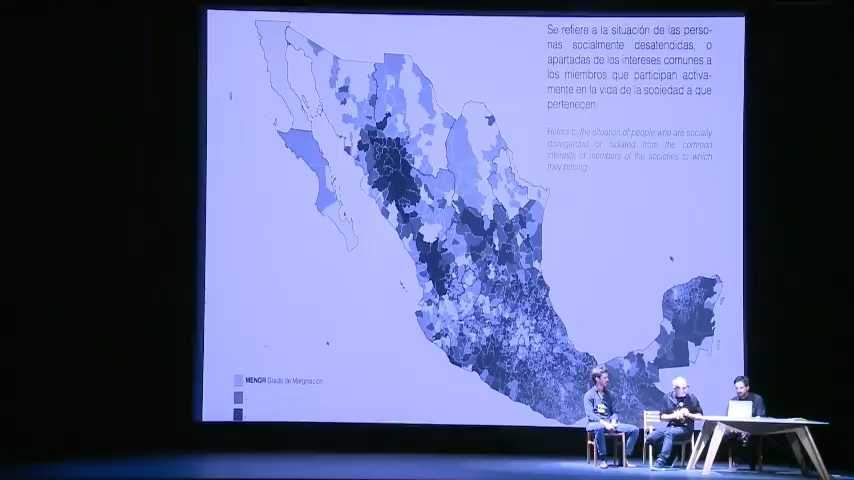 Se refiere a la situación de las perso-
nas socialmente desatendidas, o
apartadas de los intereses comunes a
los miembros que participan activa-
mente en la vida de la sociedad a que
pertenecen
Refers to the situation of people who are socially
disregarded or isolated from the common
interests of members of the societies to which
they belong.
MENOR Grado de Marginación